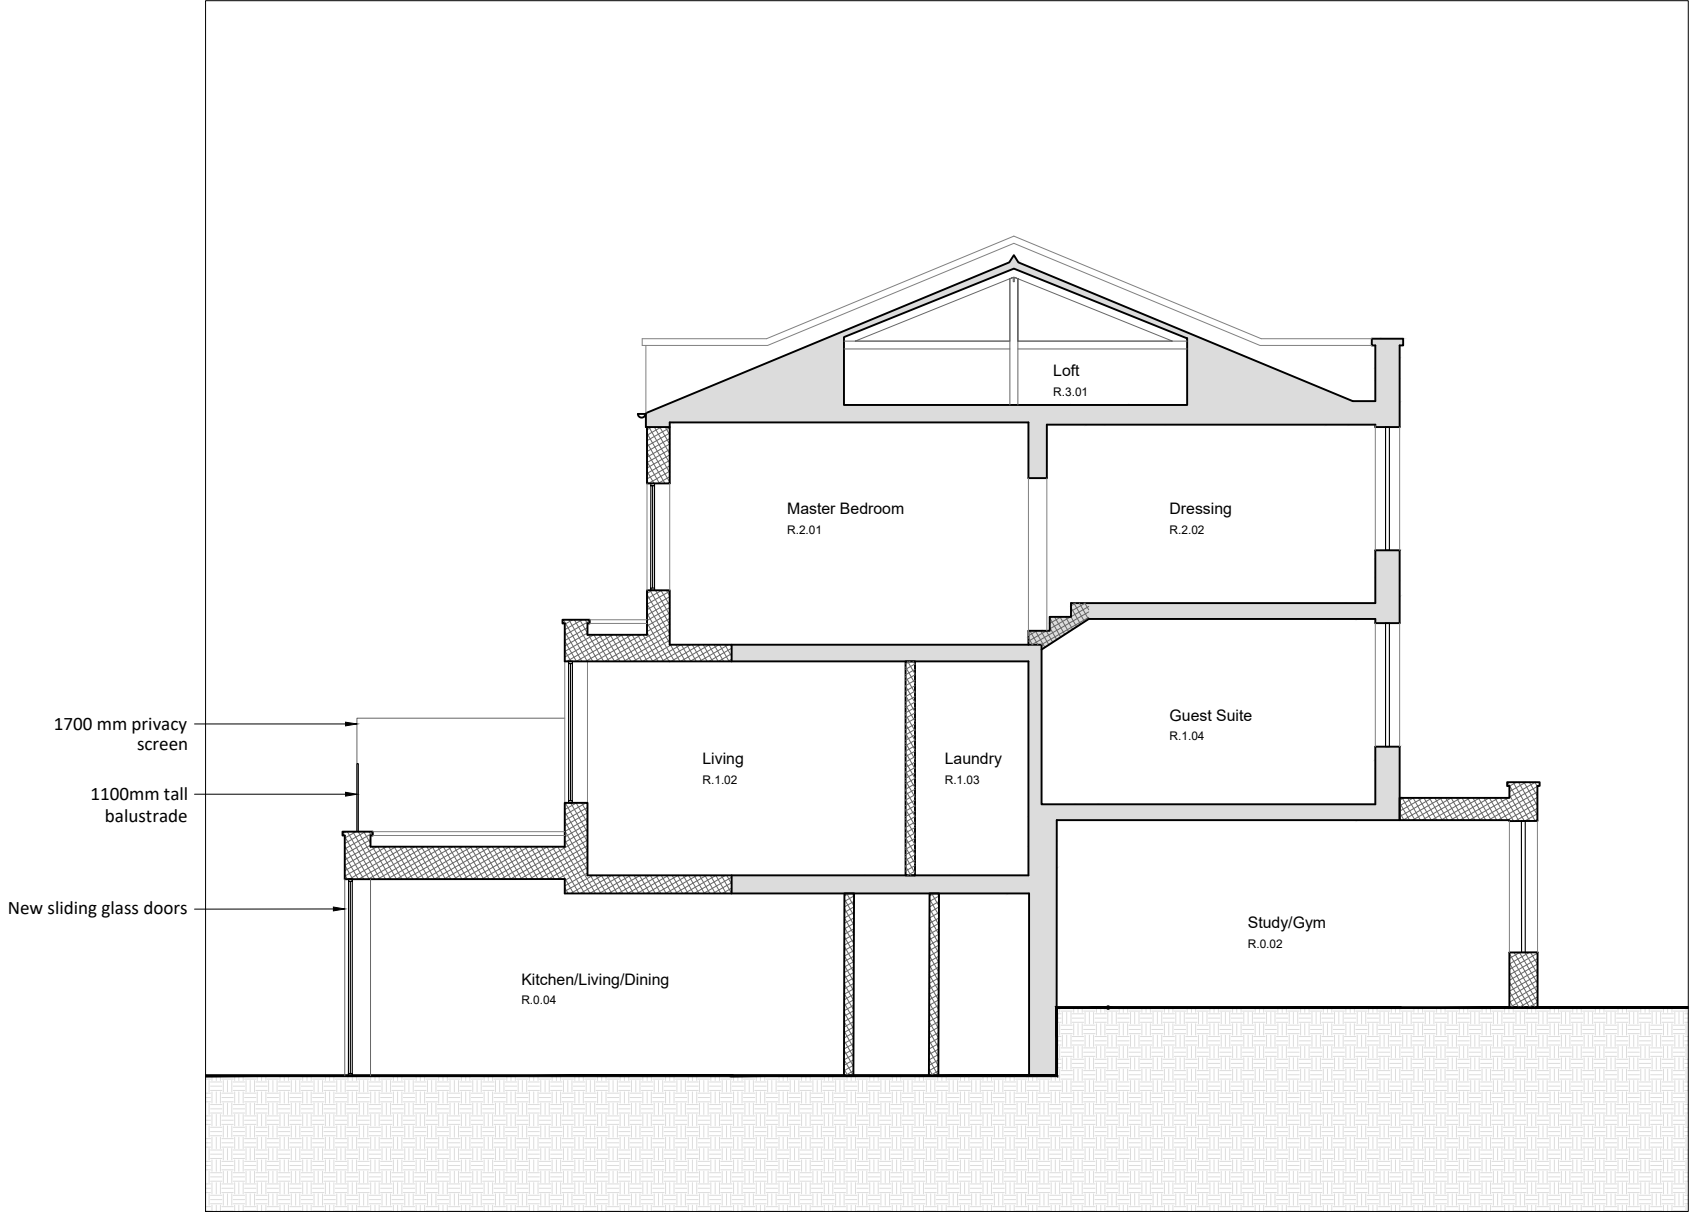 Loft
R.3.01
Master Bedroom
R.2.01
Dressing
R.2.02
1700 mm privacy
screen
1100mm tall
balustrade
Living
R.1.02
Laundry
R.1.03
Guest Suite
R.1.04
New sliding glass doors
Kitchen/Living/Dining
R.0.04
Study/Gym
R.0.02